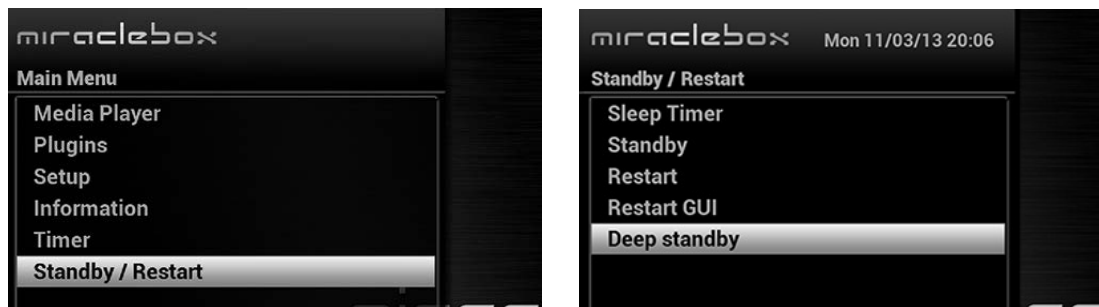 miraclebox
Main Menu
Media Player
Plugins
Setup
Information
Timer
Standby / Restart
miraclebox Mon 11/03/13 20:06
Standby / Restart
Sleep Timer
Standby
Restart
Restart GUI
Deep standby